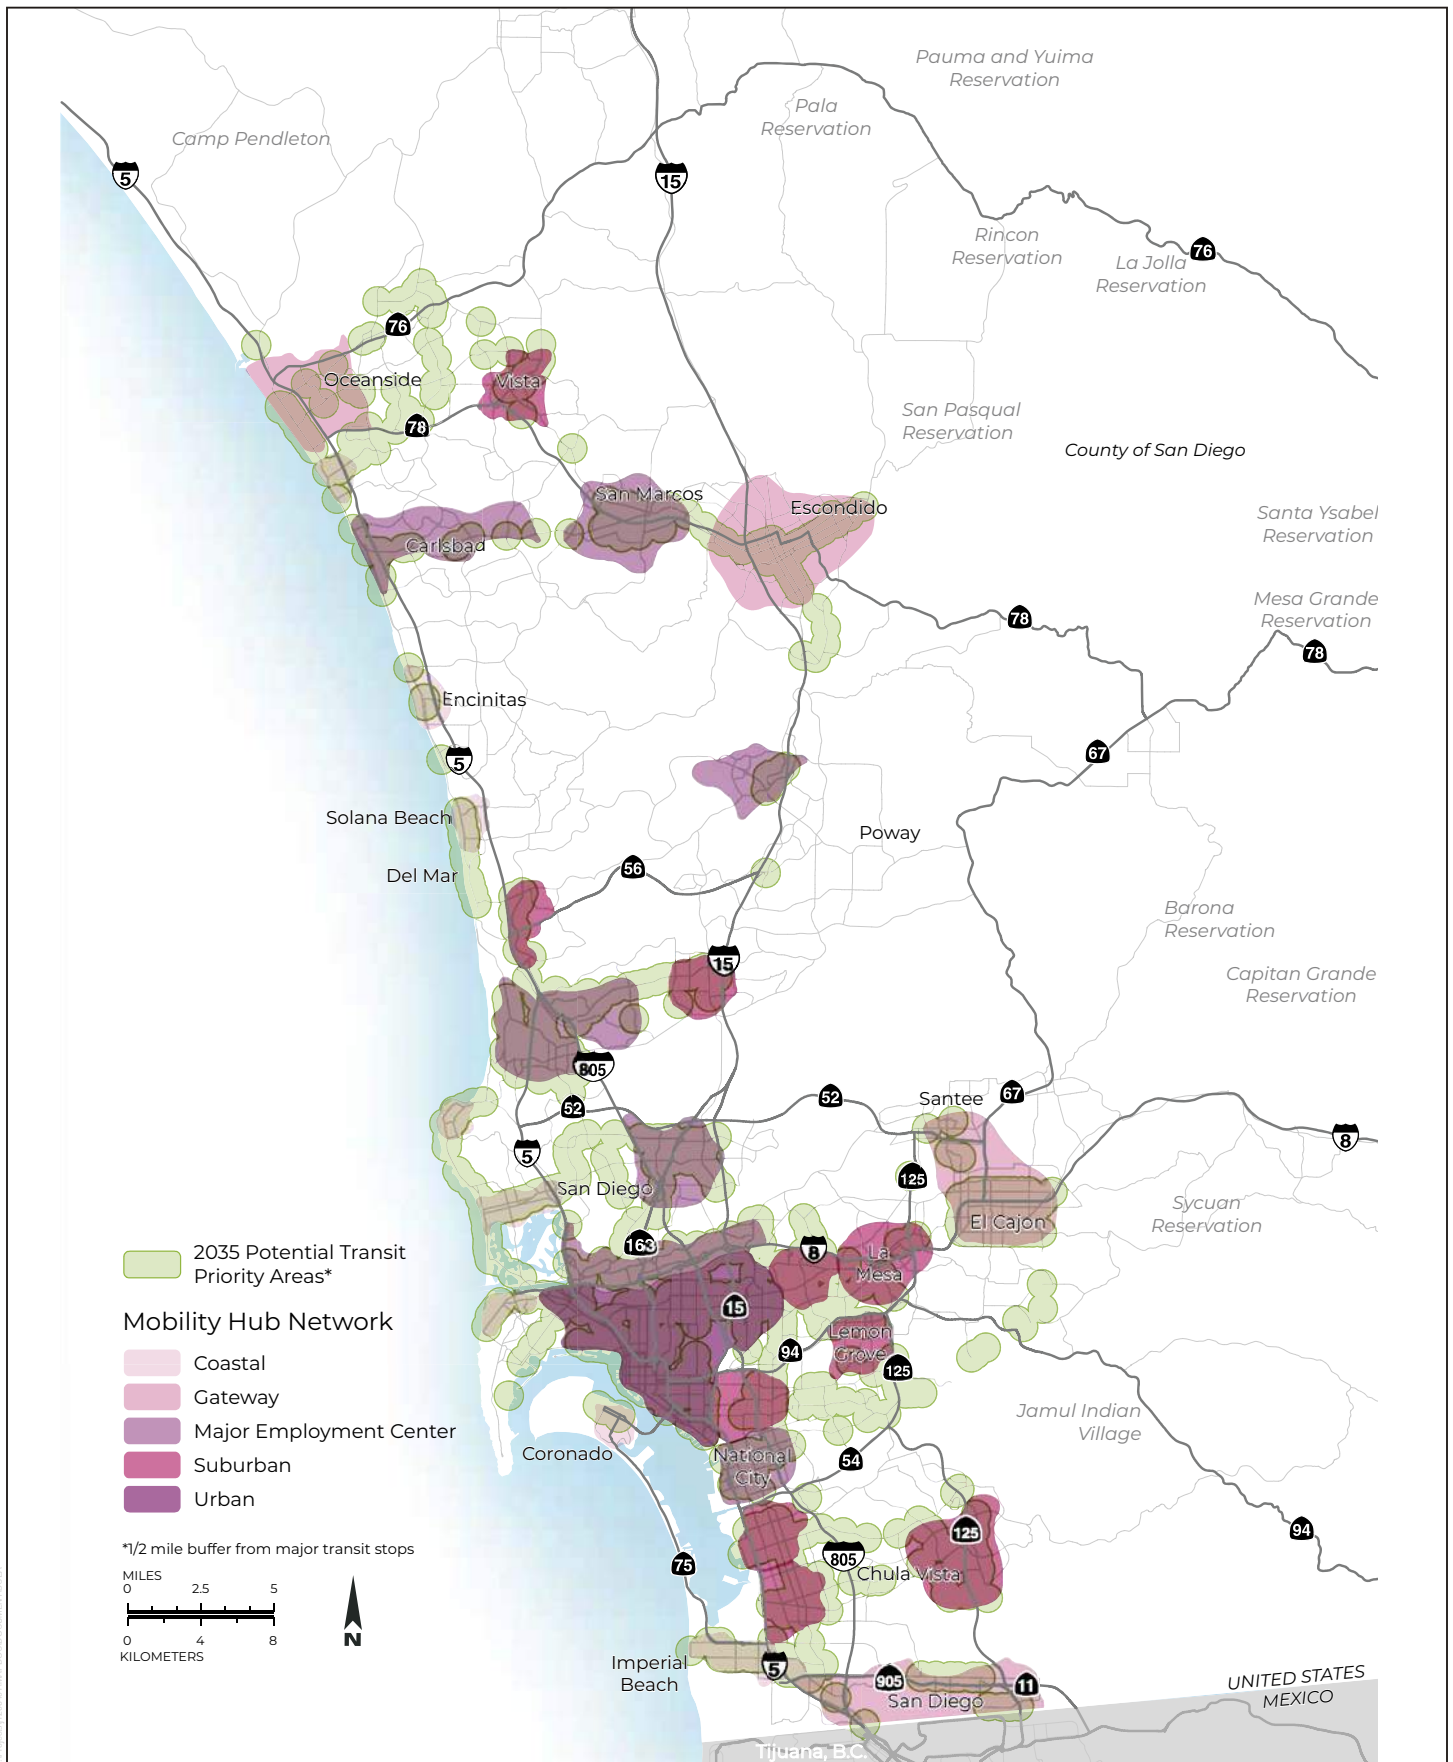 Pauma and Yuima
Reservation
Pala
Reservation
Camp Pendleton
5
15
Rincon
Reservation
76
La Jolla
Reservation
76
Oceanside
Vista
78
San Pasqual
Reservation
County of San Diego
San Marcos
Escondido
Carlsbad
Santa Ysabel
Reservation
Mesa Grande
Reservation
78
78
Encinitas
67
5
Solana Beach
Poway
56
Del Mar
Barona
Reservation
15
Capitan Grande
Reservation
805
52
52
Santee
67
5
8
125
San Diego
Sycuan
Reservation
El Cajon
163
8
La
Mesa
2035 Potential Transit
Priority Areas*
15
Mobility Hub Network
Lemon
Grove
94
125
Coastal
Gateway
Major Employment Center
Suburban
Urban
Jamul Indian
Village
Coronado
National
City
54
*1/2 mile buffer from major transit stops
125
94
MILES
0 2.5 5
0 4 8
KILOMETERS
N
75
805
Chula Vista
Imperial
Beach
5
905
11
San Diego
UNITED STATES
MEXICO
Tijuana, B.C.